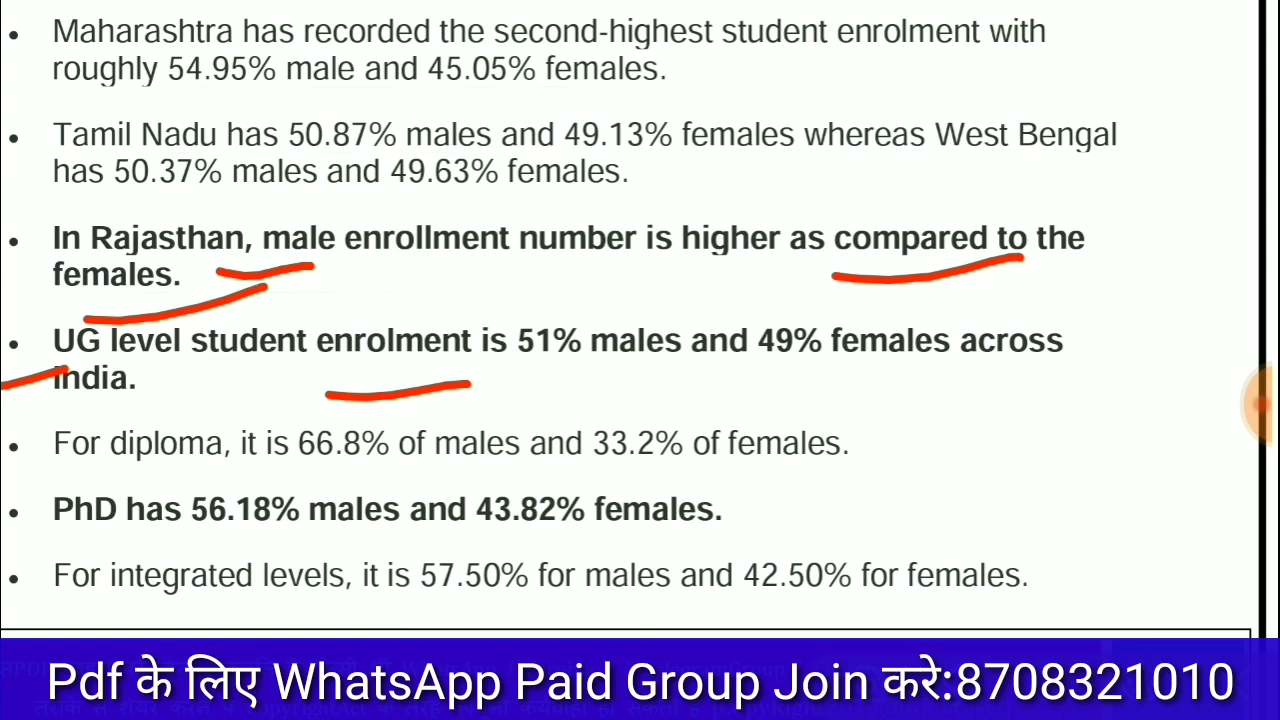 • Maharashtra has recorded the second-highest student enrolment with
roughly 54.95% male and 45.05% females.
• Tamil Nadu has 50.87% males and 49.13% females whereas West Bengal
has 50.37% males and 49.63% females.
• In Rajasthan, male enrollment number is higher as compared to the
females.
• UG level student enrolment is 51% males and 49% females across
India.
• For diploma, it is 66.8% of males and 33.2% of females.
• PhD has 56.18% males and 43.82% females.
• For integrated levels, it is 57.50% for males and 42.50% for females.
Pdf के लिए WhatsApp Paid Group Join करे:8708321010